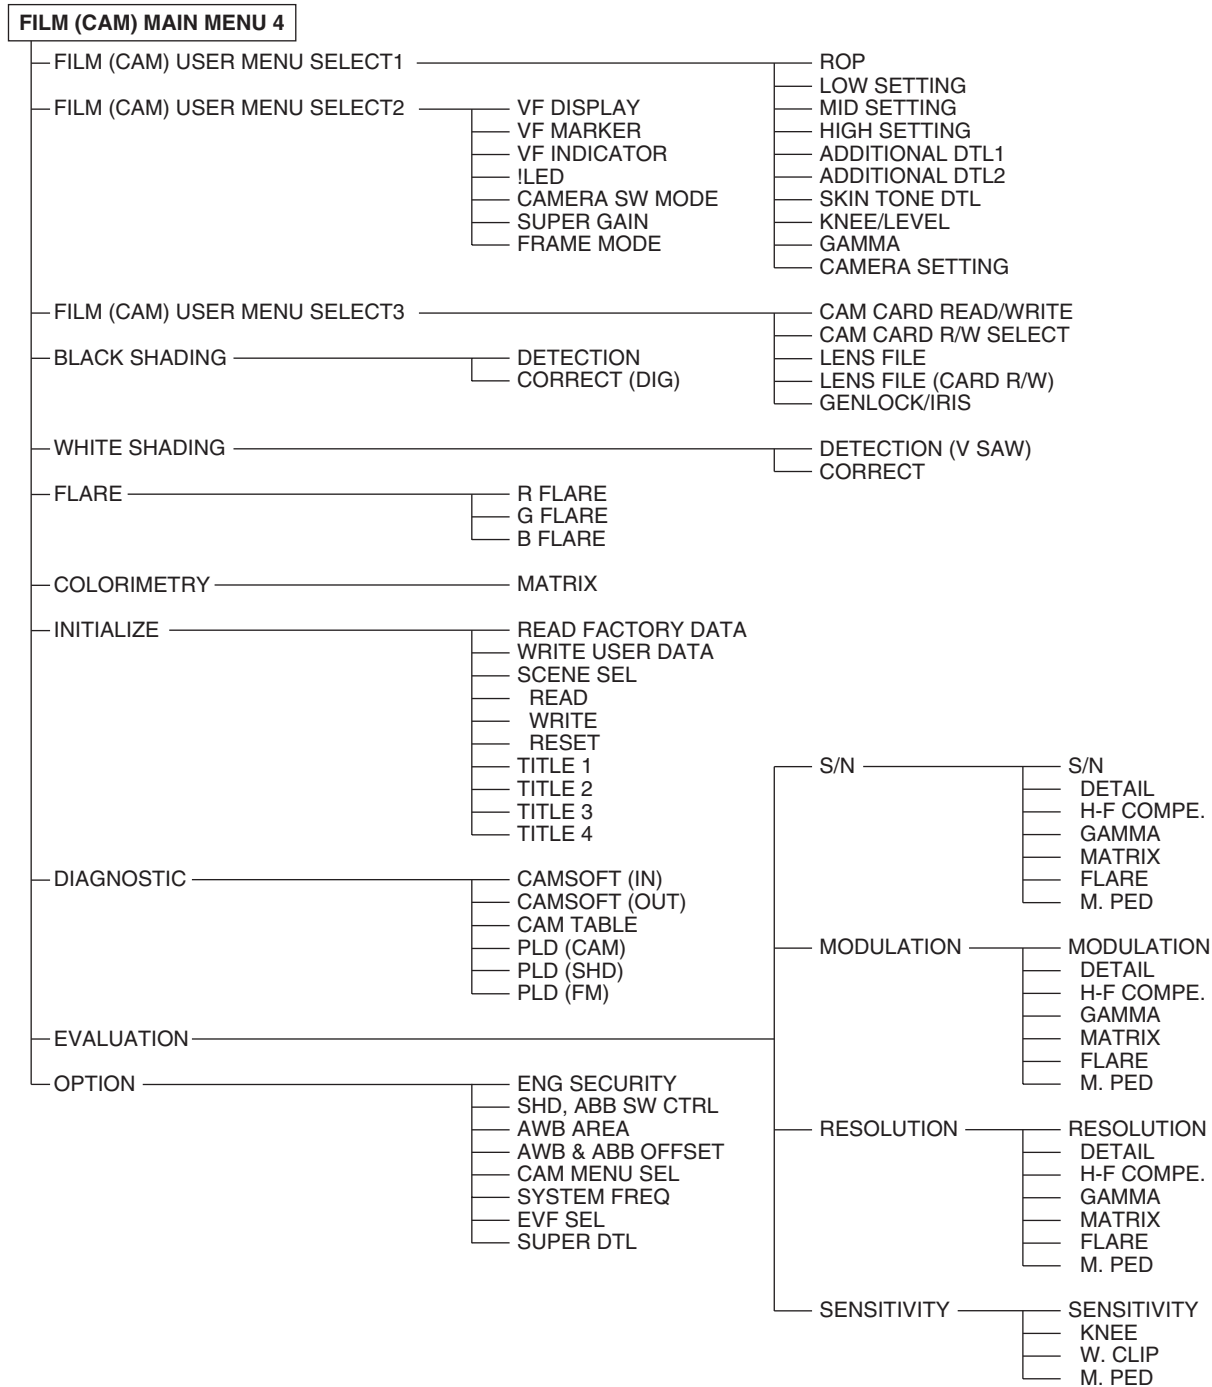 FILM (CAM) MAIN MENU 4
FILM (CAM) USER MENU SELECT1
ROP
LOW SETTING
MID SETTING
HIGH SETTING
ADDITIONAL DTL1
ADDITIONAL DTL2
SKIN TONE DTL
KNEE/LEVEL
GAMMA
CAMERA SETTING
FILM (CAM) USER MENU SELECT2
VF DISPLAY
VF MARKER
VF INDICATOR
!LED
CAMERA SW MODE
SUPER GAIN
FRAME MODE
FILM (CAM) USER MENU SELECT3
CAM CARD READ/WRITE
CAM CARD R/W SELECT
LENS FILE
LENS FILE (CARD R/W)
GENLOCK/IRIS
BLACK SHADING
DETECTION
CORRECT (DIG)
WHITE SHADING
DETECTION (V SAW)
CORRECT
FLARE
R FLARE
G FLARE
B FLARE
COLORIMETRY
MATRIX
INITIALIZE
READ FACTORY DATA
WRITE USER DATA
SCENE SEL
READ
WRITE
RESET
TITLE 1
TITLE 2
TITLE 3
TITLE 4
DIAGNOSTIC
CAMSOFT (IN)
CAMSOFT (OUT)
CAM TABLE
PLD (CAM)
PLD (SHD)
PLD (FM)
EVALUATION
S/N
S/N
DETAIL
H-F COMPE.
GAMMA
MATRIX
FLARE
M. PED
MODULATION
MODULATION
DETAIL
H-F COMPE.
GAMMA
MATRIX
FLARE
M. PED
RESOLUTION
RESOLUTION
DETAIL
H-F COMPE.
GAMMA
MATRIX
FLARE
M. PED
SENSITIVITY
SENSITIVITY
KNEE
W. CLIP
M. PED
OPTION
ENG SECURITY
SHD, ABB SW CTRL
AWB AREA
AWB & ABB OFFSET
CAM MENU SEL
SYSTEM FREQ
EVF SEL
SUPER DTL